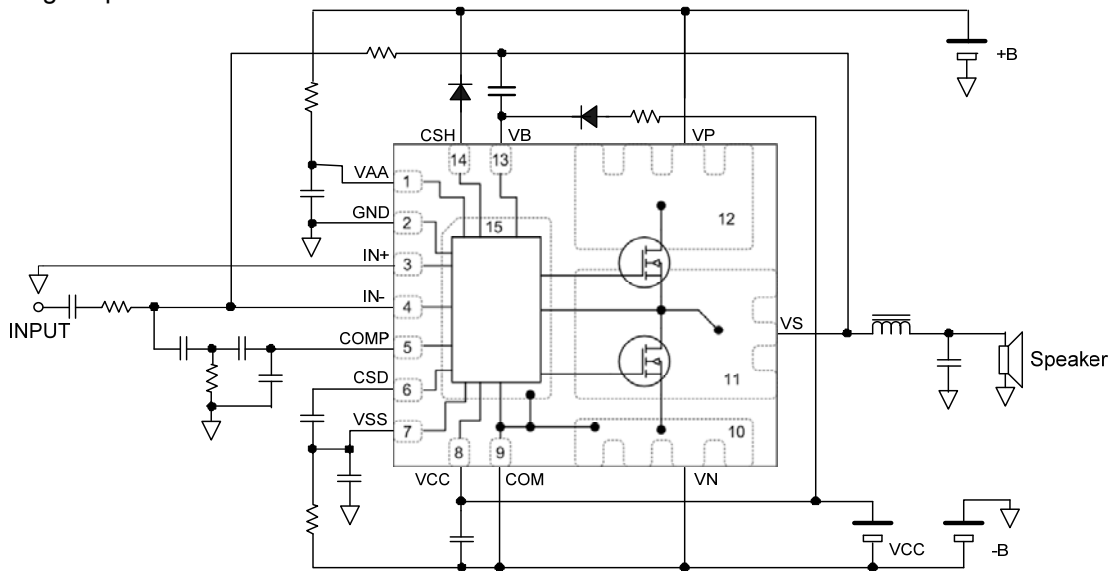 +B
CSH VB VP
14 13
VAA 1
12
GND 2
15
IN+ 3
IN- 4
INPUT
VS
COMP 5
Speaker
CSD 6
11
VSS 7
10
8 9
VCC COM VN
VCC -B